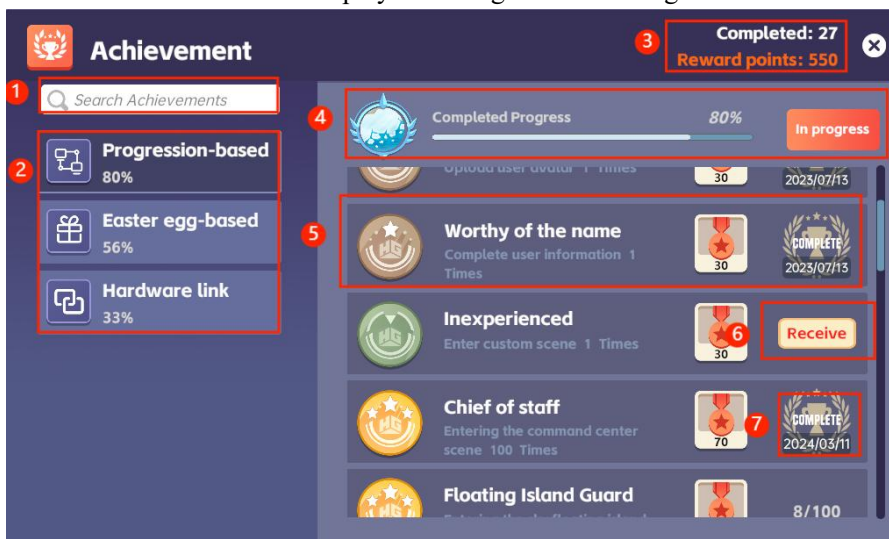 Achievement
Completed: 27
Reward points: 550
3
1
Search Achievements
2
Progression-based
80%
Easter egg-based
56%
Hardware link
33%
4
Completed Progress
80%
In progress
Upload user avatar 1 Times
30
2023/07/13
5
Worthy of the name
Complete user information 1
Times
30
COMPLETE
2023/07/13
Inexperienced
Enter custom scene 1 Times
30
6
Receive
Chief of staff
Entering the command center
scene 100 Times
70
7
COMPLETE
2024/03/11
Floating Island Guard
8/100